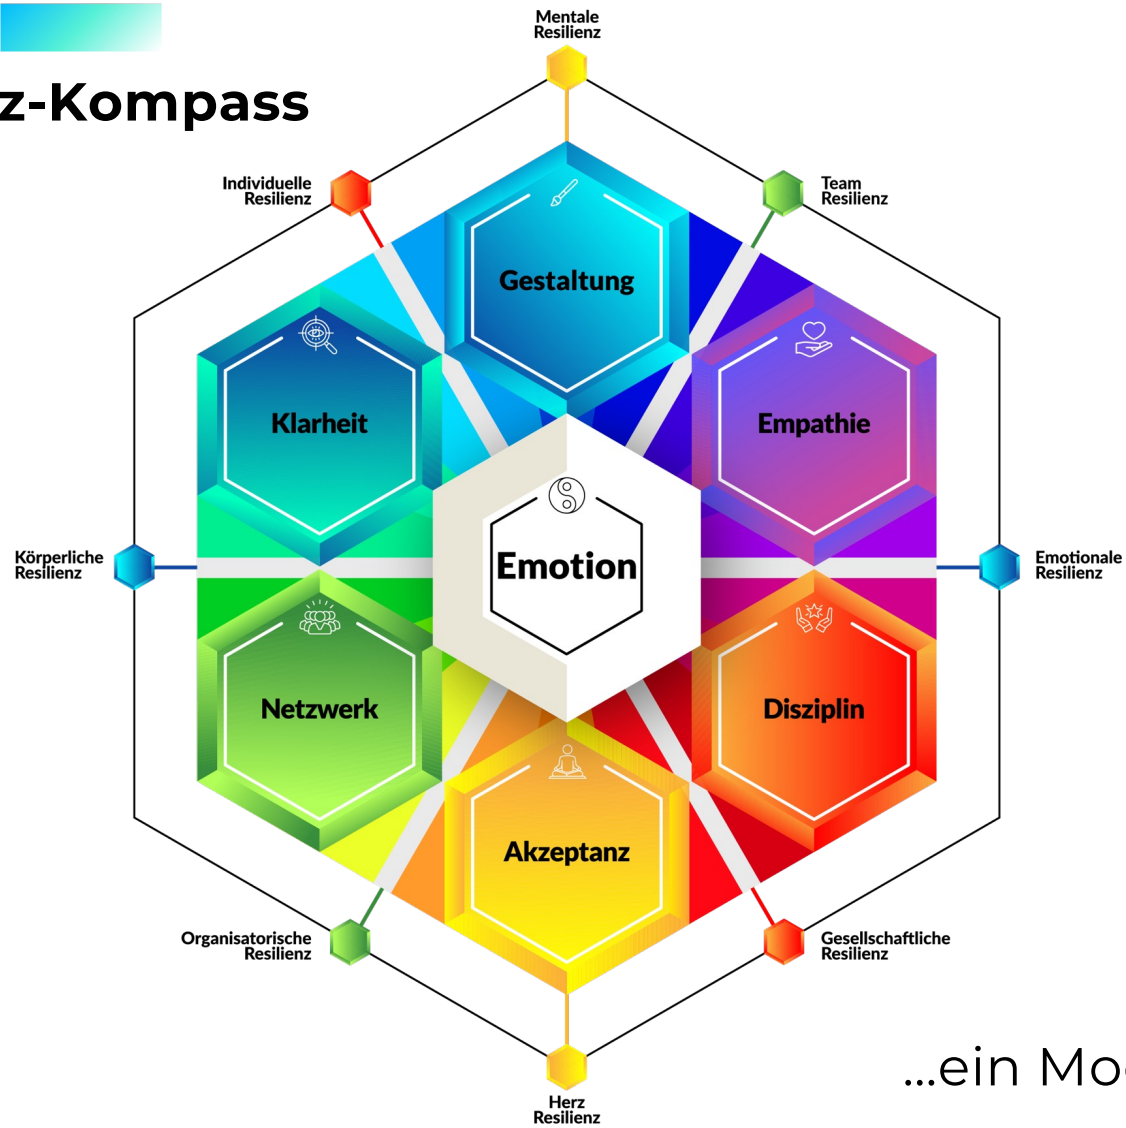 Mentale
Resilienz
z-Kompass
Individuelle
Resilienz
Team
Resilienz
Gestaltung
Klarheit
Empathie
Körperliche
Resilienz
Emotion
Emotionale
Resilienz
Netzwerk
Disziplin
Akzeptanz
Organisatorische
Resilienz
Gesellschaftliche
Resilienz
...ein Mo
Herz
Resilienz